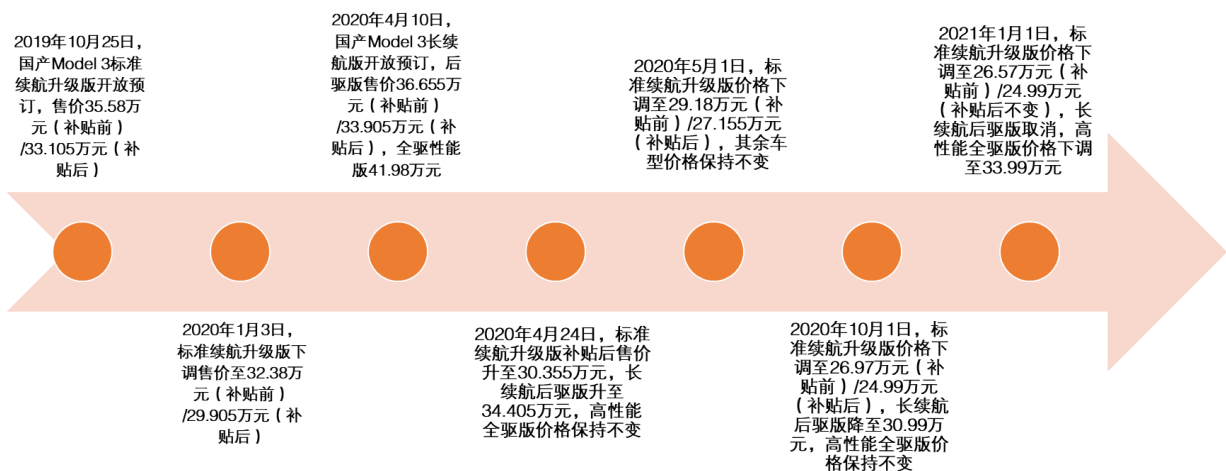 2019年10月25日，
国产Model 3标准
续航升级版开放预
订，售价35.58万
元（补贴前）
/33.105万元（补
贴后）
2020年1月3日，
标准续航升级版下
调售价至32.38万
元（补贴前）
/29.905万元（补
贴后）
2020年4月10日，
国产Model 3长续
航版开放预订，后
驱版售价36.655万
元（补贴前）
/33.905万元（补
贴后），全驱性能
版41.98万元
2020年4月24日，标准
续航升级版补贴后售价
升至30.355万元，长
续航后驱版升至
34.405万元，高性能
全驱版价格保持不变
2020年5月1日，标
准续航升级版价格下
调至29.18万元（补
贴前）/27.155万元
（补贴后），其余车
型价格保持不变
2020年10月1日，标
准续航升级版价格下
调至26.97万元（补
贴前）/24.99万元
（补贴后），长续航
后驱版降至30.99万
元，高性能全驱版价
格保持不变
2021年1月1日，标
准续航升级版价格下
调至26.57万元（补
贴前）/24.99万元
（补贴后不变），长
续航后驱版取消，高
性能全驱版价格下调
至33.99万元